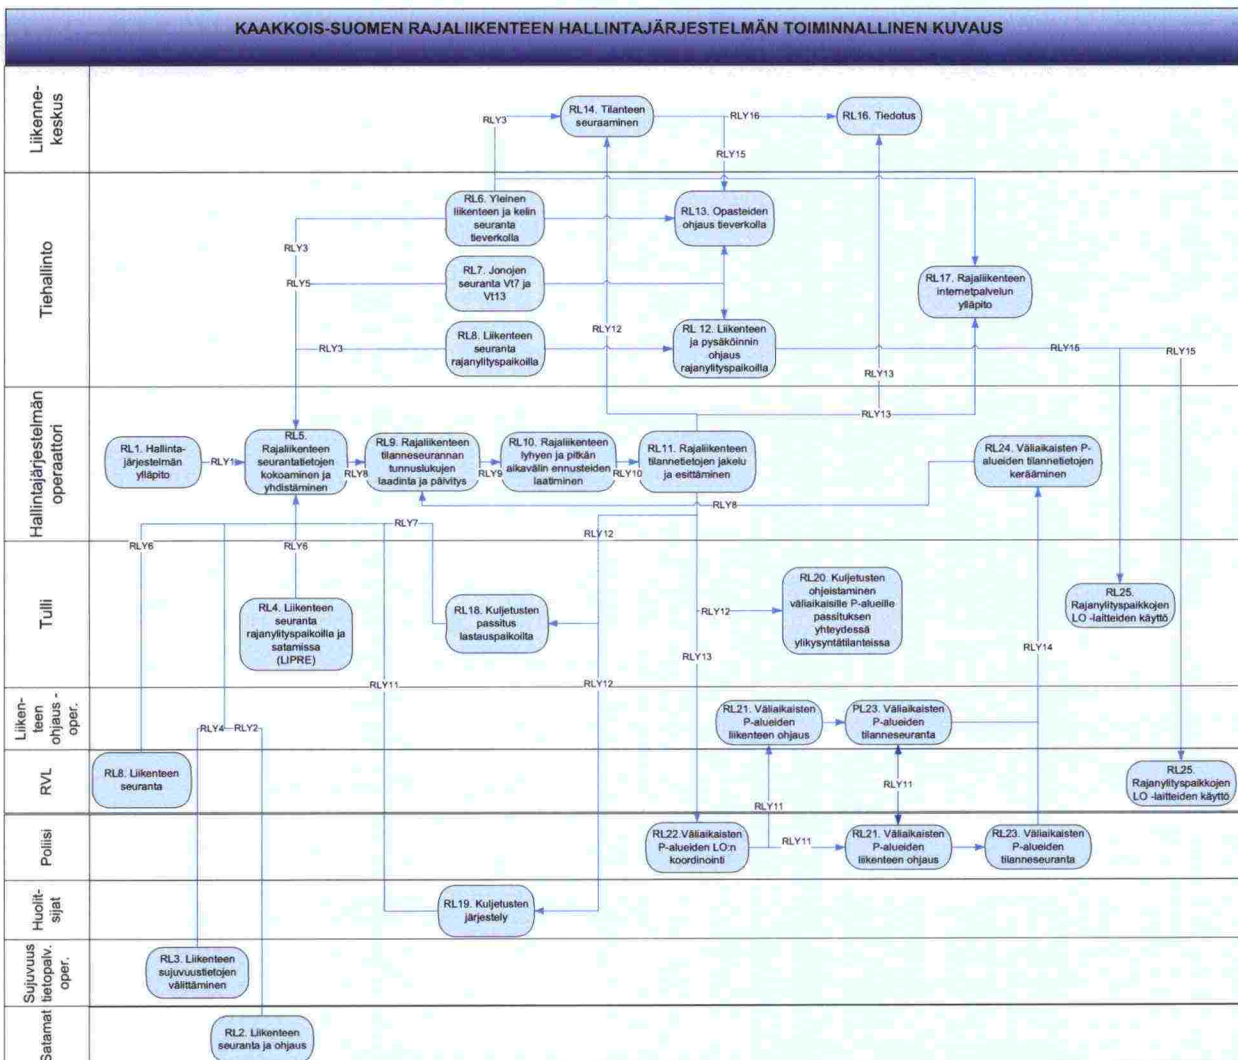 KAAKKOIS-SUOMEN RAJALIIKENTEEN HALLINTAJÄRJESTELMÄN TOIMINNALLINEN KUVAUS
Liikenne-
keskus
RL14. Tilanteen
seuraaminen
RL16. Tiedotus
RLY3
RLY16
RLY15
Tiehallinto
RL6. Yleinen
liikenteen ja kelin
seuranta
tieverkolla
RL13. Opasteiden
ohjaus tieverkolla
RLY3
RL7. Jonojen
seuranta Vt7 ja
Vt13
RLY5
RL17. Rajaliikenteen
internetpalvelun
ylläpito
RL8. Liikenteen
seuranta
rajanylityspaikoilla
RL 12. Liikenteen
ja pysäköinnin
ohjaus
rajanylityspaikoilla
RLY3
RLY12
RLY15
RLY15
RLY13
Hallintajärjestelmän
operaattori
RLY13
RL1. Hallinta-
järjestelmän
ylläpito
RLY1
RL5.
Rajaliikenteen
seurantatietojen
kokoaminen ja
yhdistäminen
RLY8
RL9. Rajaliikenteen
tilanneseurannan
tunnuslukujen
laadinta ja päivitys
RLY9
RL10. Rajaliikenteen
lyhyen ja pitkän
aikavälin ennusteiden
laatiminen
RLY10
RL11. Rajaliikenteen
tilannetietojen jakelu
ja esittäminen
RL24. Väliaikaisten P-
alueiden tilannetietojen
kerääminen
RLY8
RLY7
RLY12
RLY6
RLY6
Tulli
RL4. Liikenteen
seuranta
rajanylityspaikoilla ja
satamissa
(LIPRE)
RL18. Kuljetusten
passitus
lastauspaikoilta
RL20. Kuljetusten
ohjeistaminen
väliaikaisille P-alueille
passituksen
yhteydessä
ylikysyntätilanteissa
RL25.
Rajanylityspaikkojen
LO -laitteiden käyttö
RLY12
RLY14
RLY13
RLY11
RLY12
Liiken-
teen
ohjaus -
oper.
RL21. Väliaikaisten
P-alueiden
liikenteen ohjaus
PL23. Väliaikaisten
P-alueiden
tilanneseuranta
RLY4
RLY2
RVL
RL8. Liikenteen
seuranta
RL25.
Rajanylityspaikkojen
LO -laitteiden käyttö
RLY11
RLY11
Poliisi
RL22.Väliaikaisten
P-alueiden LO:n
koordinointi
RLY11
RL21. Väliaikaisten
P-alueiden
liikenteen ohjaus
RL23. Väliaikaisten
P-alueiden
tilanneseuranta
Huolit-
sijat
RL19. Kuljetusten
järjestely
Sujuvuus
tietopalv.
oper.
RL3. Liikenteen
sujuvuustietojen
välittäminen
Satamat
RL2. Liikenteen
seuranta ja ohjaus